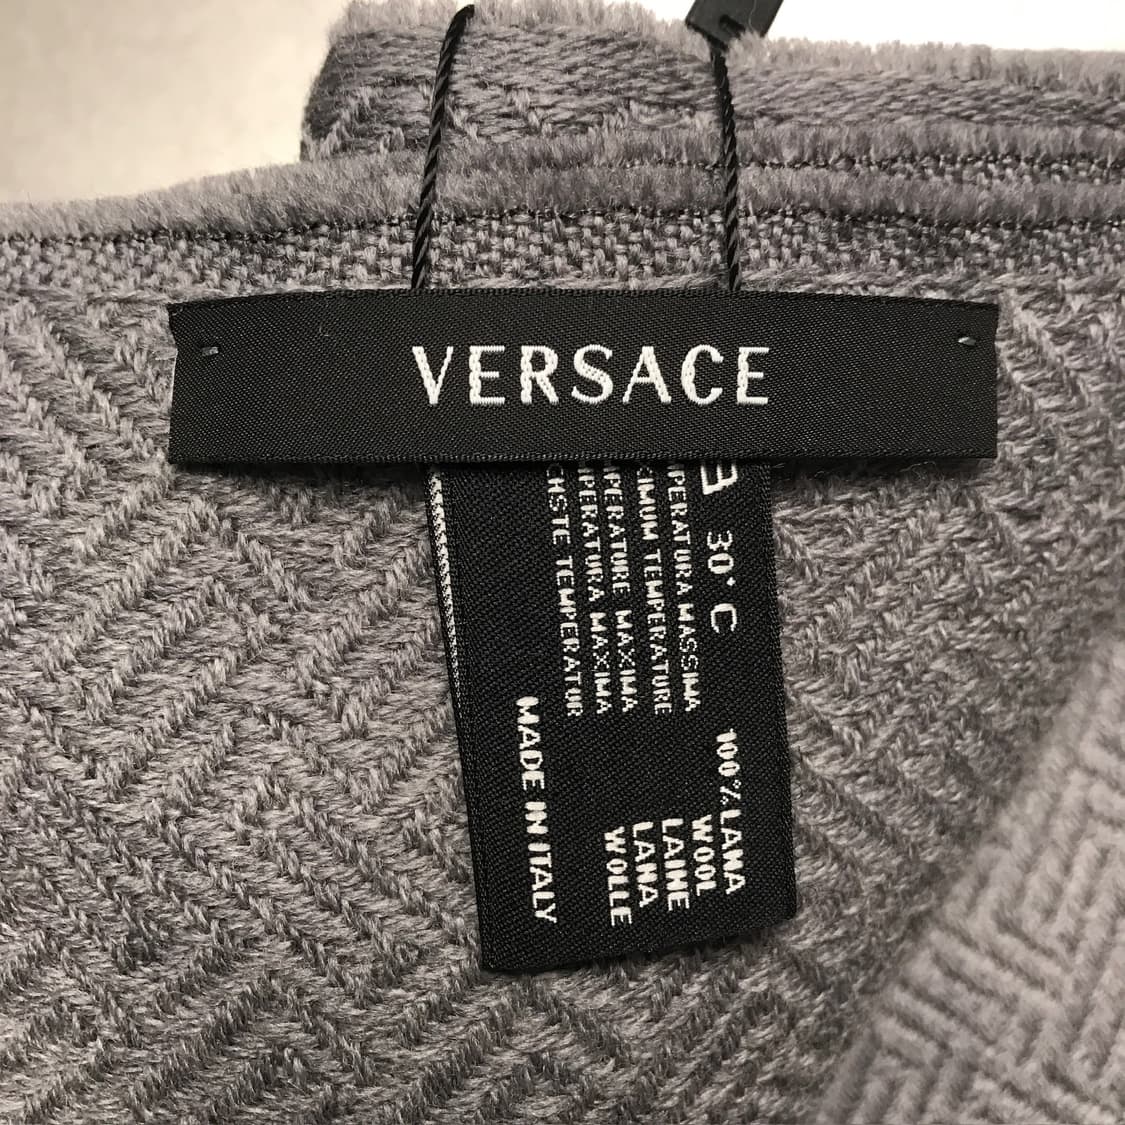 VERSACE
30° C
PERATURA MASSIMA
XIMUM TEMPERATURE
PERATURE MAXIMA
PERATURA MAXIMA
CHSTE TEMPERATUR
100% LANA
WOOL
LAINE
LANA
WOLLE
MADE IN ITALY